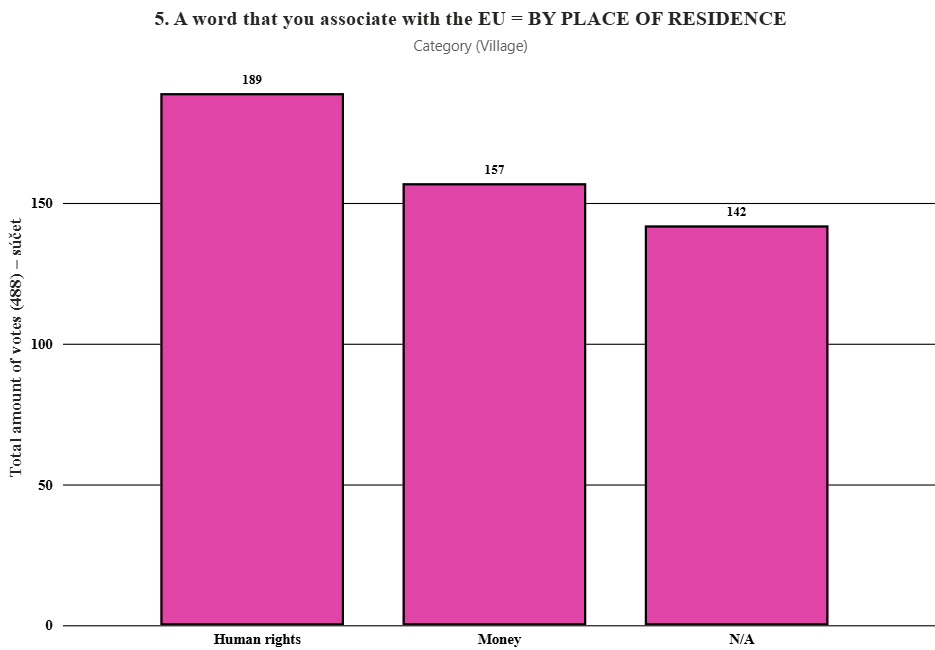 5. A word that you associate with the EU = BY PLACE OF RESIDENCE
Category (Village)
Total amount of votes (488) – súčet
189
157
142
150
100
50
0
Human rights
Money
N/A